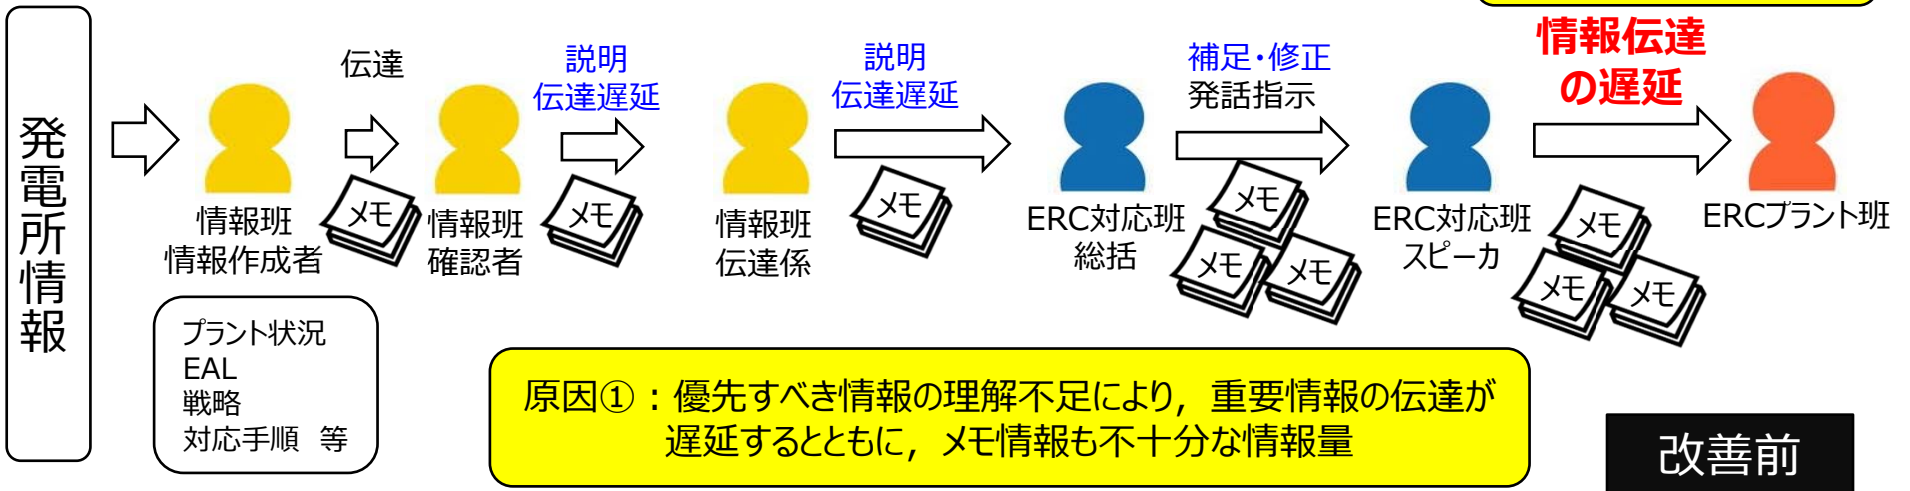 発電所情報
伝達
説明
伝達遅延
説明
伝達遅延
補足・修正
発話指示
情報伝達
の遅延
メモ
メモ
メモ
メモ
メモ
メモ
メモ
メモ
メモ
情報班
情報作成者
情報班
確認者
情報班
伝達係
ERC対応班
総括
ERC対応班
スピーカ
ERCプラント班
プラント状況
EAL
戦略
対応手順 等
原因①：優先すべき情報の理解不足により，重要情報の伝達が
遅延するとともに，メモ情報も不十分な情報量
改善前